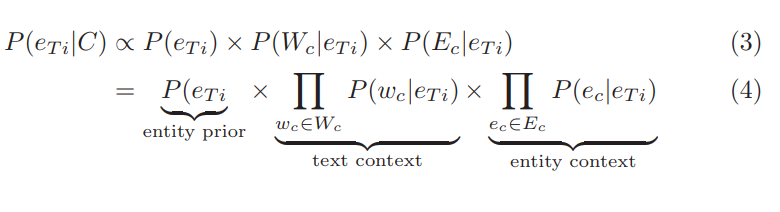 P(e_{Ti}|C) ∝ P(e_{Ti}) × P(W_c|e_{Ti}) × P(E_c|e_{Ti}) (3)
= P(e_{Ti} × ∏_{w_c∈W_c} P(w_c|e_{Ti}) × ∏_{e_c∈E_c} P(e_c|e_{Ti}) (4)
entity prior
text context
entity context